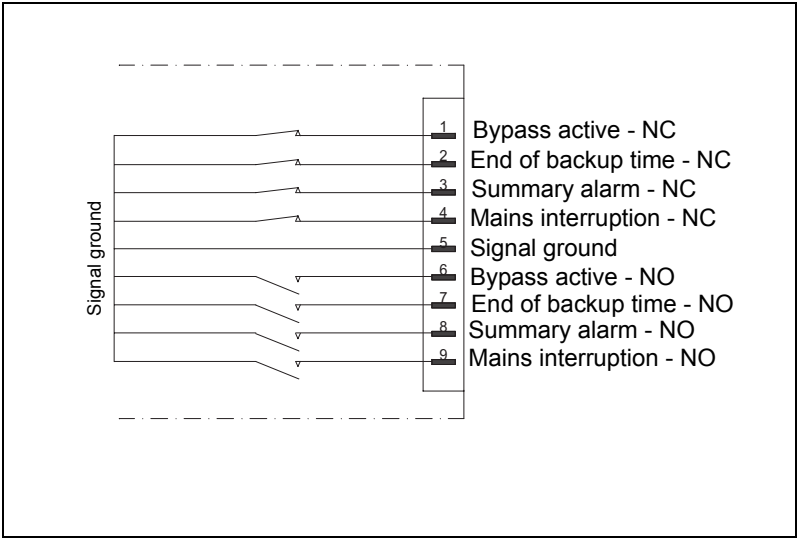 Signal ground
1 Bypass active - NC
2 End of backup time - NC
3 Summary alarm - NC
4 Mains interruption - NC
5 Signal ground
6 Bypass active - NO
7 End of backup time - NO
8 Summary alarm - NO
9 Mains interruption - NO